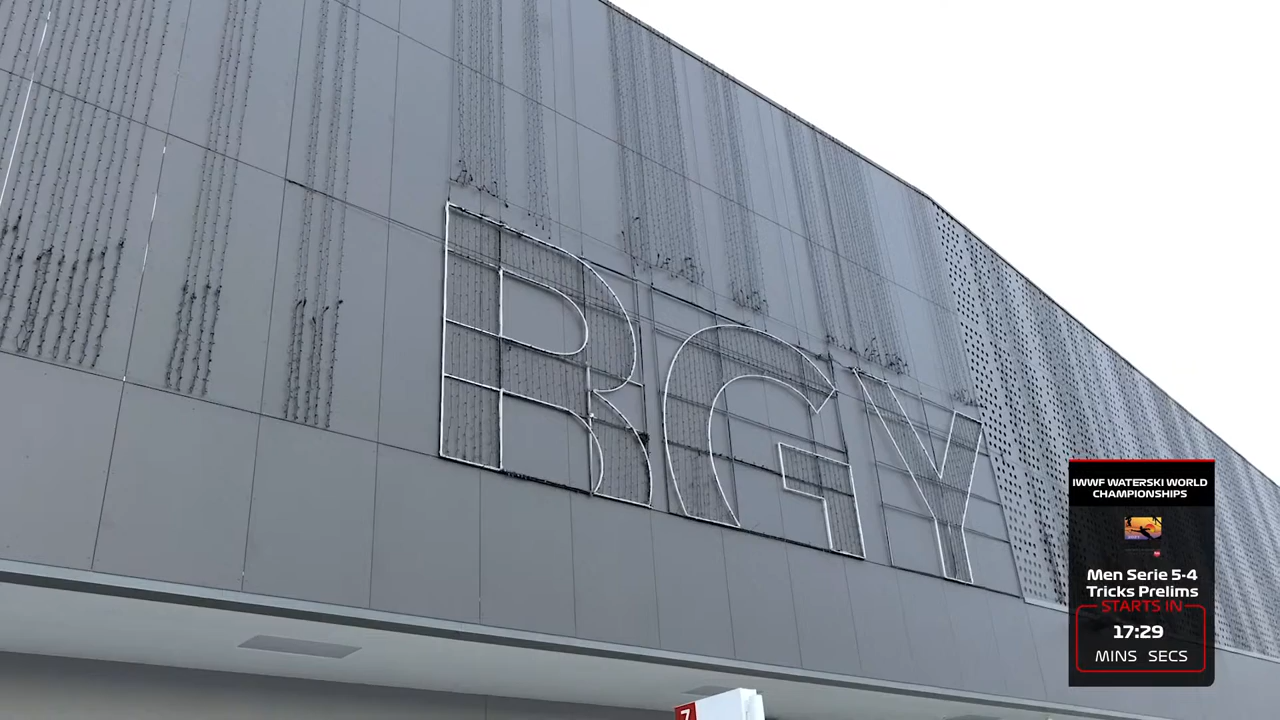 RGY
IWWF WATERSKI WORLD
CHAMPIONSHIPS
Men Serie 5-4
Tricks Prelims
STARTS IN
17:29
MINS SECS
7